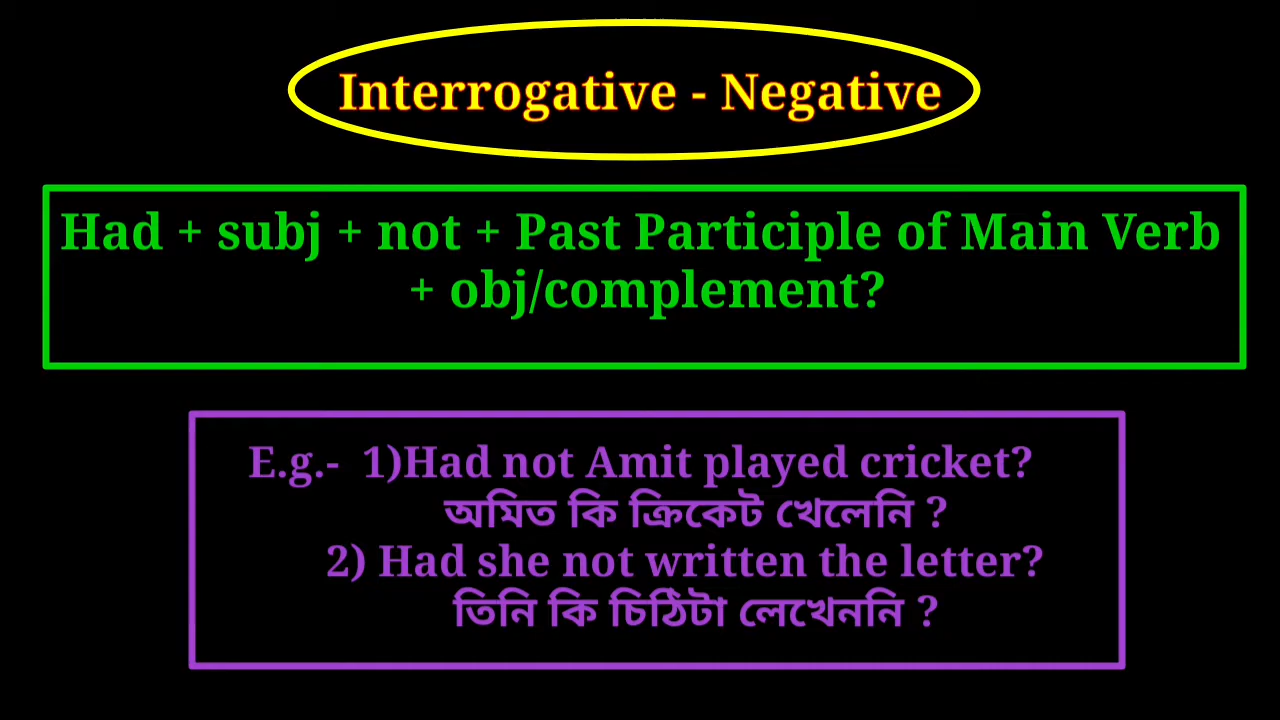 Interrogative - Negative
Had + subj + not + Past Participle of Main Verb
+ obj/complement?
E.g.- 1)Had not Amit played cricket?
অমিত কি ক্রিকেট খেলেনি ?
2) Had she not written the letter?
তিনি কি চিঠিটা লেখেননি ?